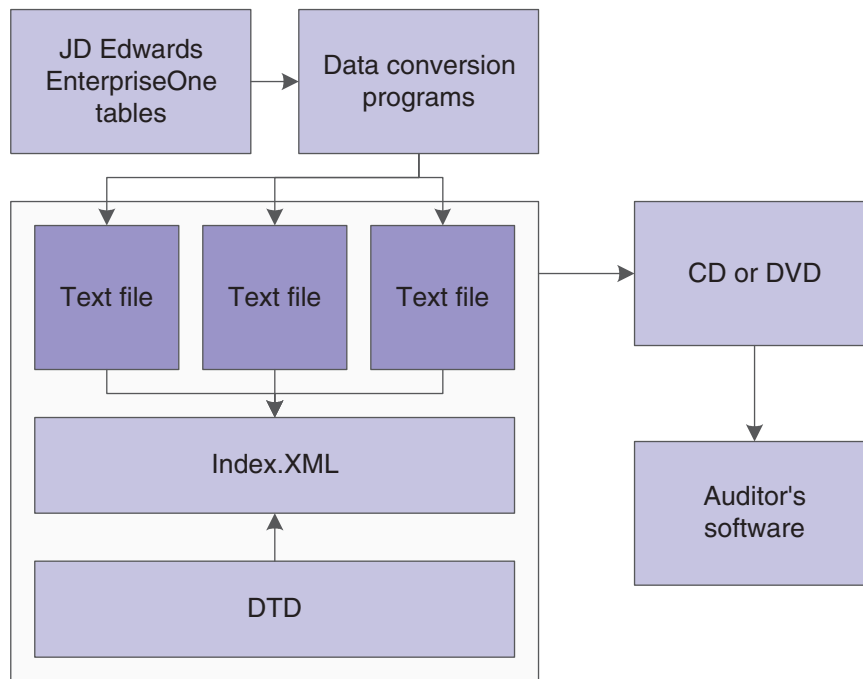 JD Edwards
EnterpriseOne
tables
Data conversion
programs
Text file
Text file
Text file
CD or DVD
Index.XML
Auditor's
software
DTD